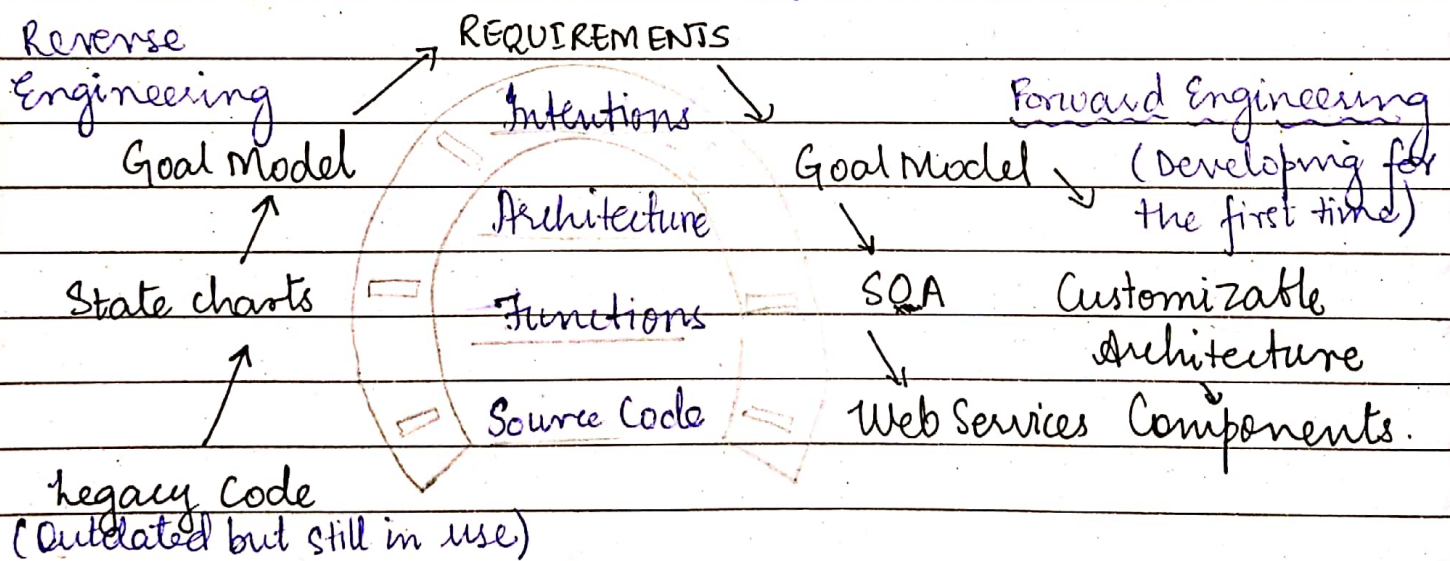 Reverse
Engineering
REQUIREMENTS
Intentions
Forward Engineering
(Developing for
the first time)
Goal Model
Goal Model
Architecture
State charts
Functions
SOA
Customizable
Architecture
Source Code
Web Services
Components.
Legacy Code
(Outdated but still in use)